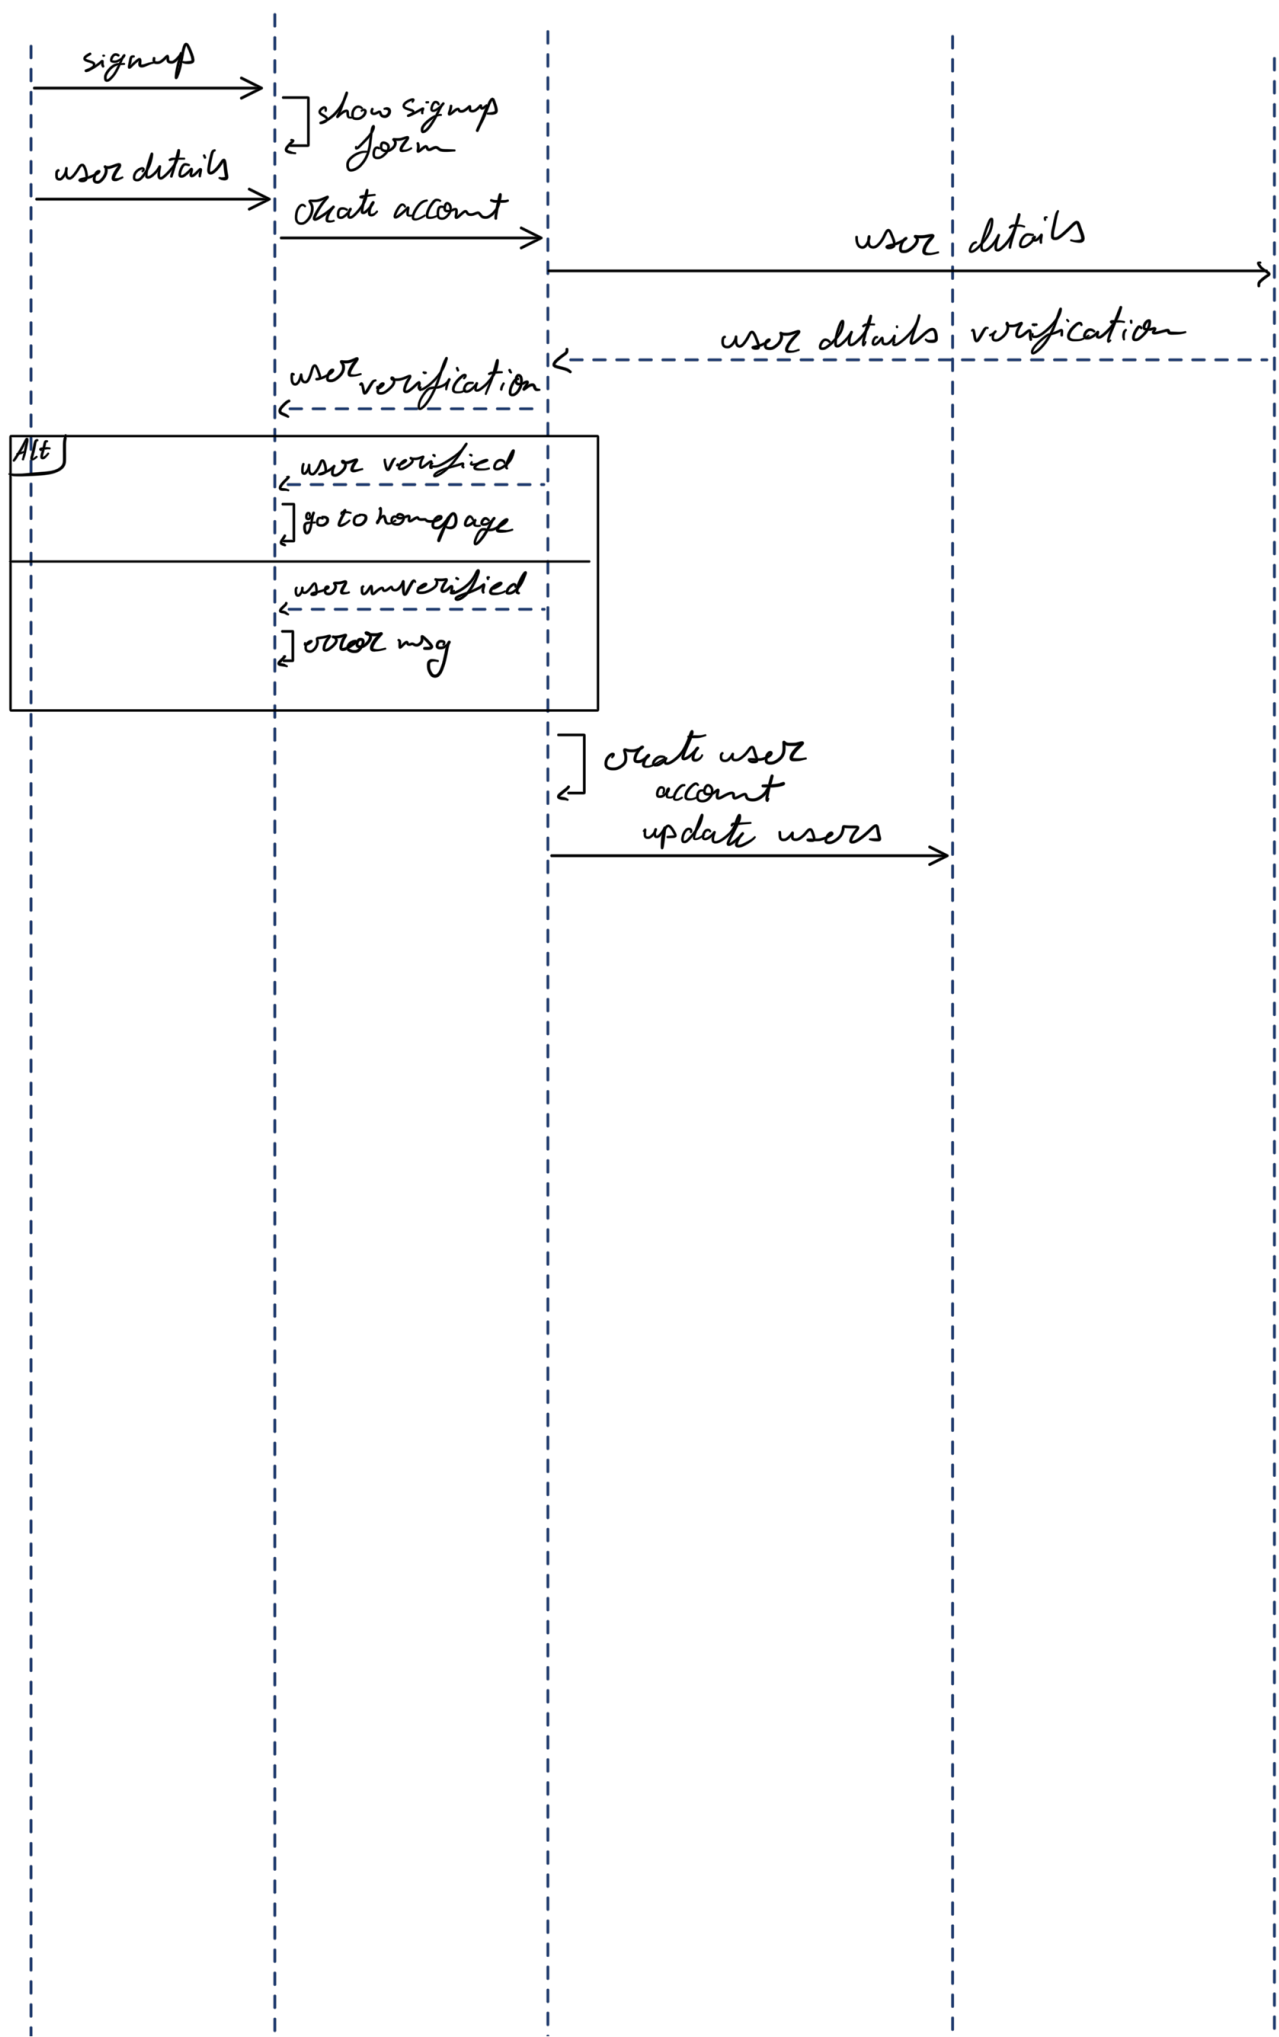 signup
show signup
form
user details
create account
user details
user details verification
user verification
Alt
user verified
go to homepage
user unverified
error msg
create user
account
update users